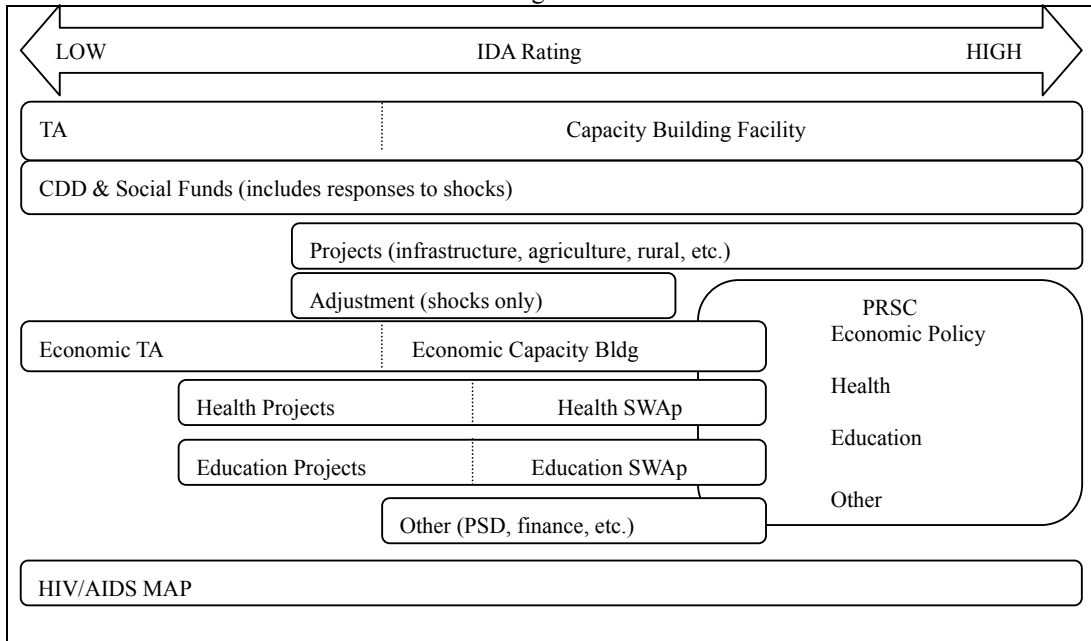 LOW IDA Rating HIGH
TA Capacity Building Facility
CDD & Social Funds (includes responses to shocks)
Projects (infrastructure, agriculture, rural, etc.)
Adjustment (shocks only)
PRSC
Economic Policy
Economic TA Economic Capacity Bldg
Health
Health Projects Health SWAp
Education
Education Projects Education SWAp
Other
Other (PSD, finance, etc.)
HIV/AIDS MAP